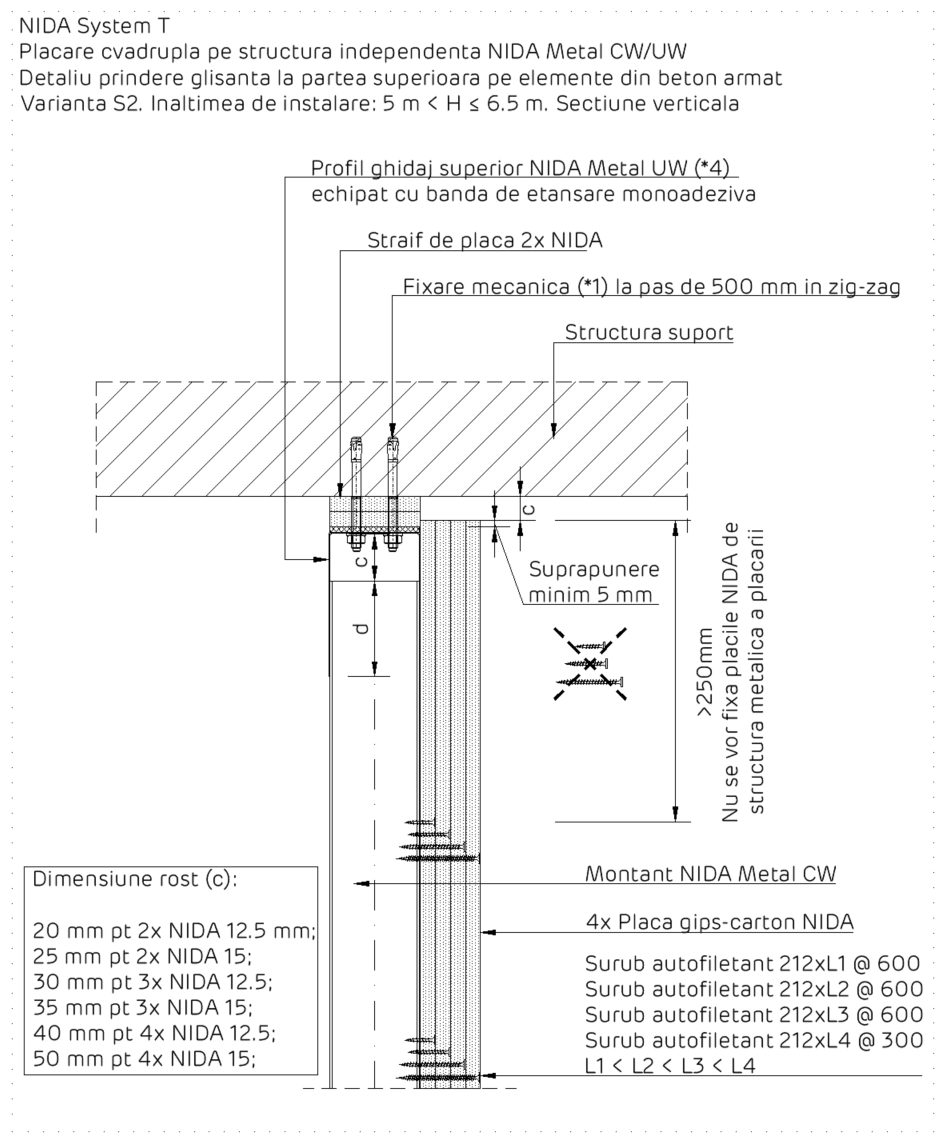 NIDA System T
Placare cvadrupla pe structura independenta NIDA Metal CW/UW
Detaliu prindere glisanta la partea superioara pe elemente din beton armat
Varianta S2. Inaltimea de instalare: 5 m < H ≤ 6.5 m. Sectiune verticala
Profil ghidaj superior NIDA Metal UW (*4)
echipat cu banda de etansare monoadeziva
Straif de placa 2x NIDA
Fixare mecanica (*1) la pas de 500 mm in zig-zag
Structura suport
c
c
d
Suprapunere
minim 5 mm
>250mm
Nu se vor fixa placile NIDA de
structura metalica a placarii
Dimensiune rost (c):
20 mm pt 2x NIDA 12.5 mm;
25 mm pt 2x NIDA 15;
30 mm pt 3x NIDA 12.5;
35 mm pt 3x NIDA 15;
40 mm pt 4x NIDA 12.5;
50 mm pt 4x NIDA 15;
Montant NIDA Metal CW
4x Placa gips-carton NIDA
Surub autofiletant 212xL1 @ 600
Surub autofiletant 212xL2 @ 600
Surub autofiletant 212xL3 @ 600
Surub autofiletant 212xL4 @ 300
L1 < L2 < L3 < L4